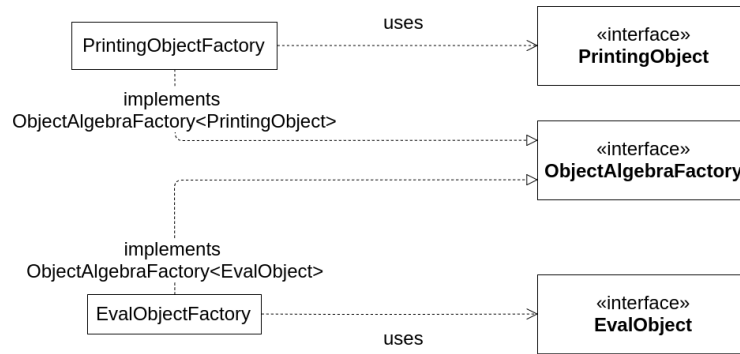 uses
PrintingObjectFactory
«interface»
PrintingObject
implements
ObjectAlgebraFactory<PrintingObject>
«interface»
ObjectAlgebraFactory
implements
ObjectAlgebraFactory<EvalObject>
EvalObjectFactory
«interface»
EvalObject
uses